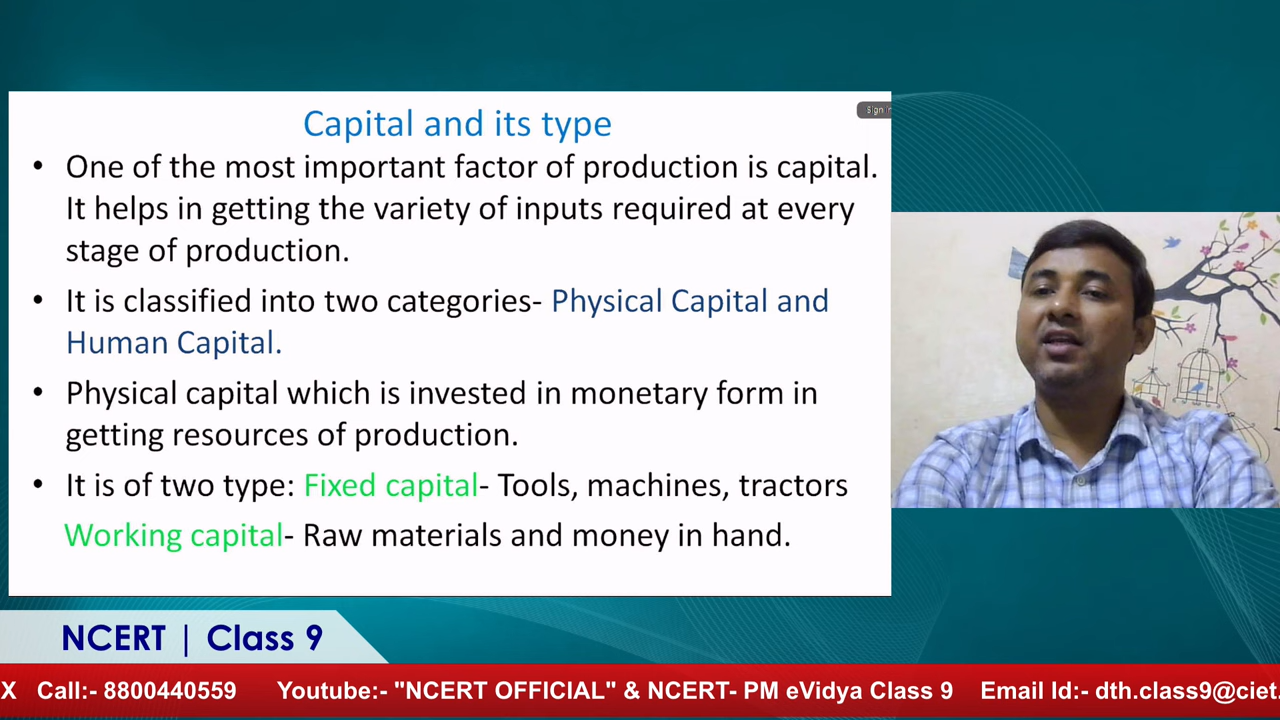 Capital and its type
Sign in
• One of the most important factor of production is capital.
It helps in getting the variety of inputs required at every
stage of production.
• It is classified into two categories- Physical Capital and
Human Capital.
• Physical capital which is invested in monetary form in
getting resources of production.
• It is of two type: Fixed capital- Tools, machines, tractors
Working capital- Raw materials and money in hand.
NCERT | Class 9
X Call:- 8800440559 Youtube:- "NCERT OFFICIAL" & NCERT- PM eVidya Class 9 Email Id:- dth.class9@ciet.